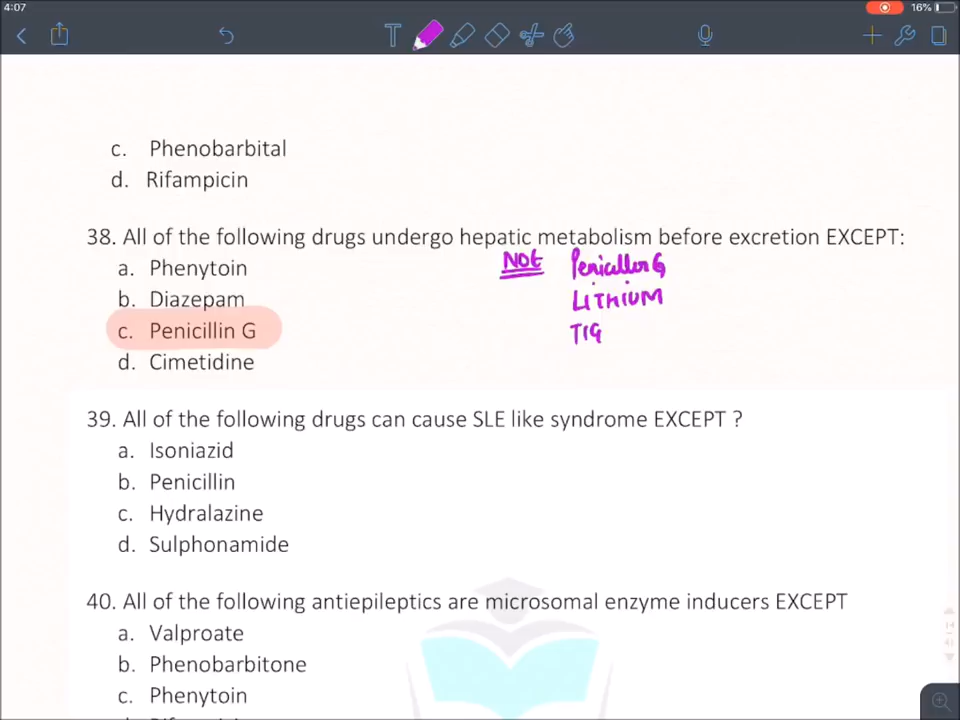 4:07
16%
c. Phenobarbital
d. Rifampicin
38. All of the following drugs undergo hepatic metabolism before excretion EXCEPT:
NOt Penicillin G
a. Phenytoin
b. Diazepam
LITHIUM
c. Penicillin G
TIG
d. Cimetidine
39. All of the following drugs can cause SLE like syndrome EXCEPT ?
a. Isoniazid
b. Penicillin
c. Hydralazine
d. Sulphonamide
40. All of the following antiepileptics are microsomal enzyme inducers EXCEPT
a. Valproate
b. Phenobarbitone
c. Phenytoin